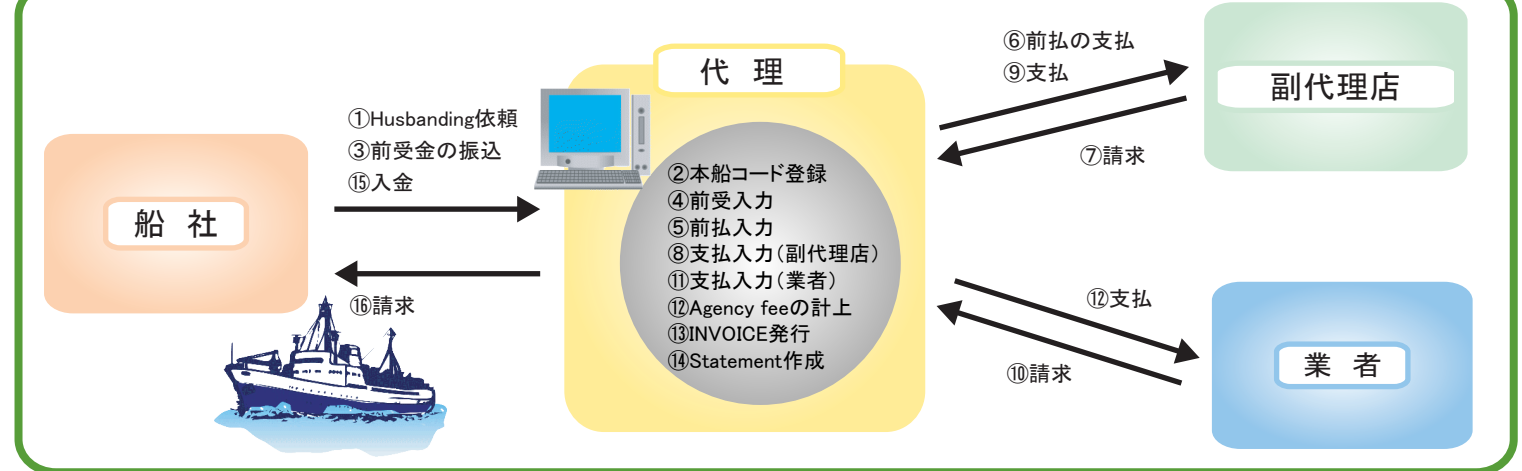 船 社
①Husbanding依頼
③前受金の振込
⑮入金
⑯請求
代 理
②本船コード登録
④前受入力
⑤前払入力
⑧支払入力(副代理店)
⑪支払入力(業者)
⑫Agency feeの計上
⑬INVOICE発行
⑭Statement作成
⑥前払の支払
⑨支払
⑦請求
副代理店
⑫支払
⑩請求
業 者